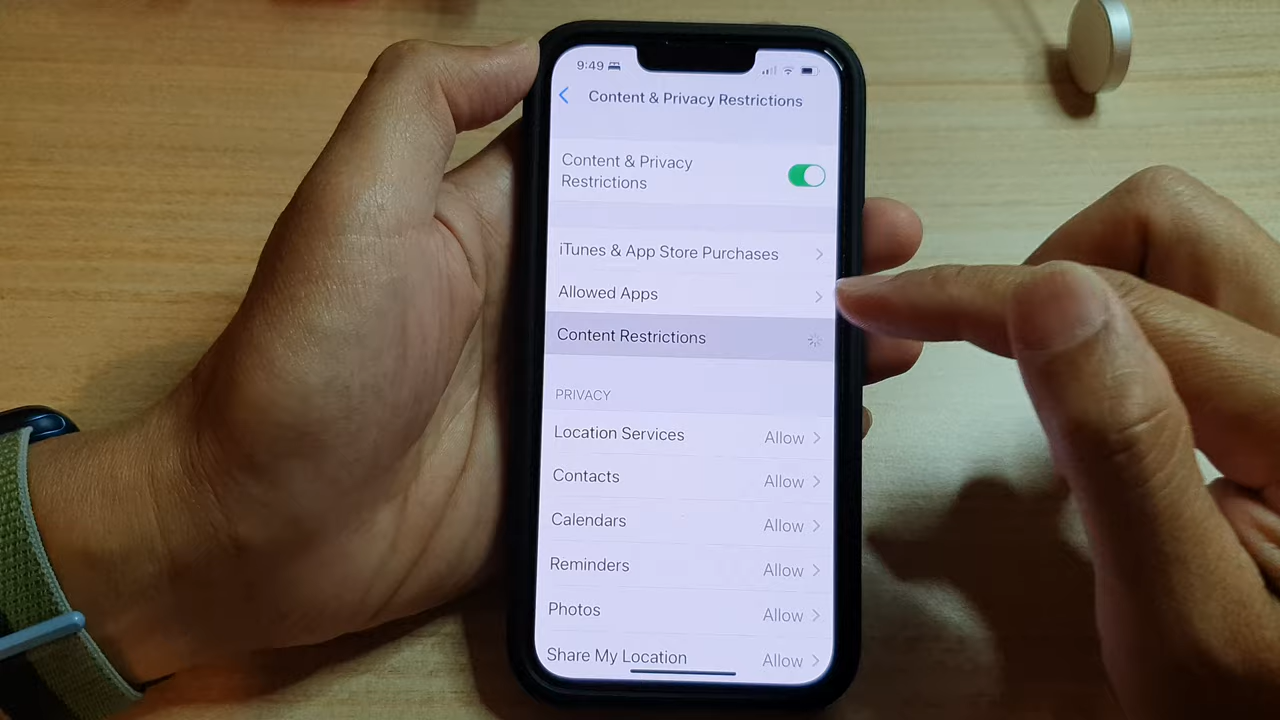 9:49
Content & Privacy Restrictions
Content & Privacy
Restrictions
iTunes & App Store Purchases
Allowed Apps
Content Restrictions
PRIVACY
Location Services Allow
Contacts Allow
Calendars Allow
Reminders Allow
Photos Allow
Share My Location Allow